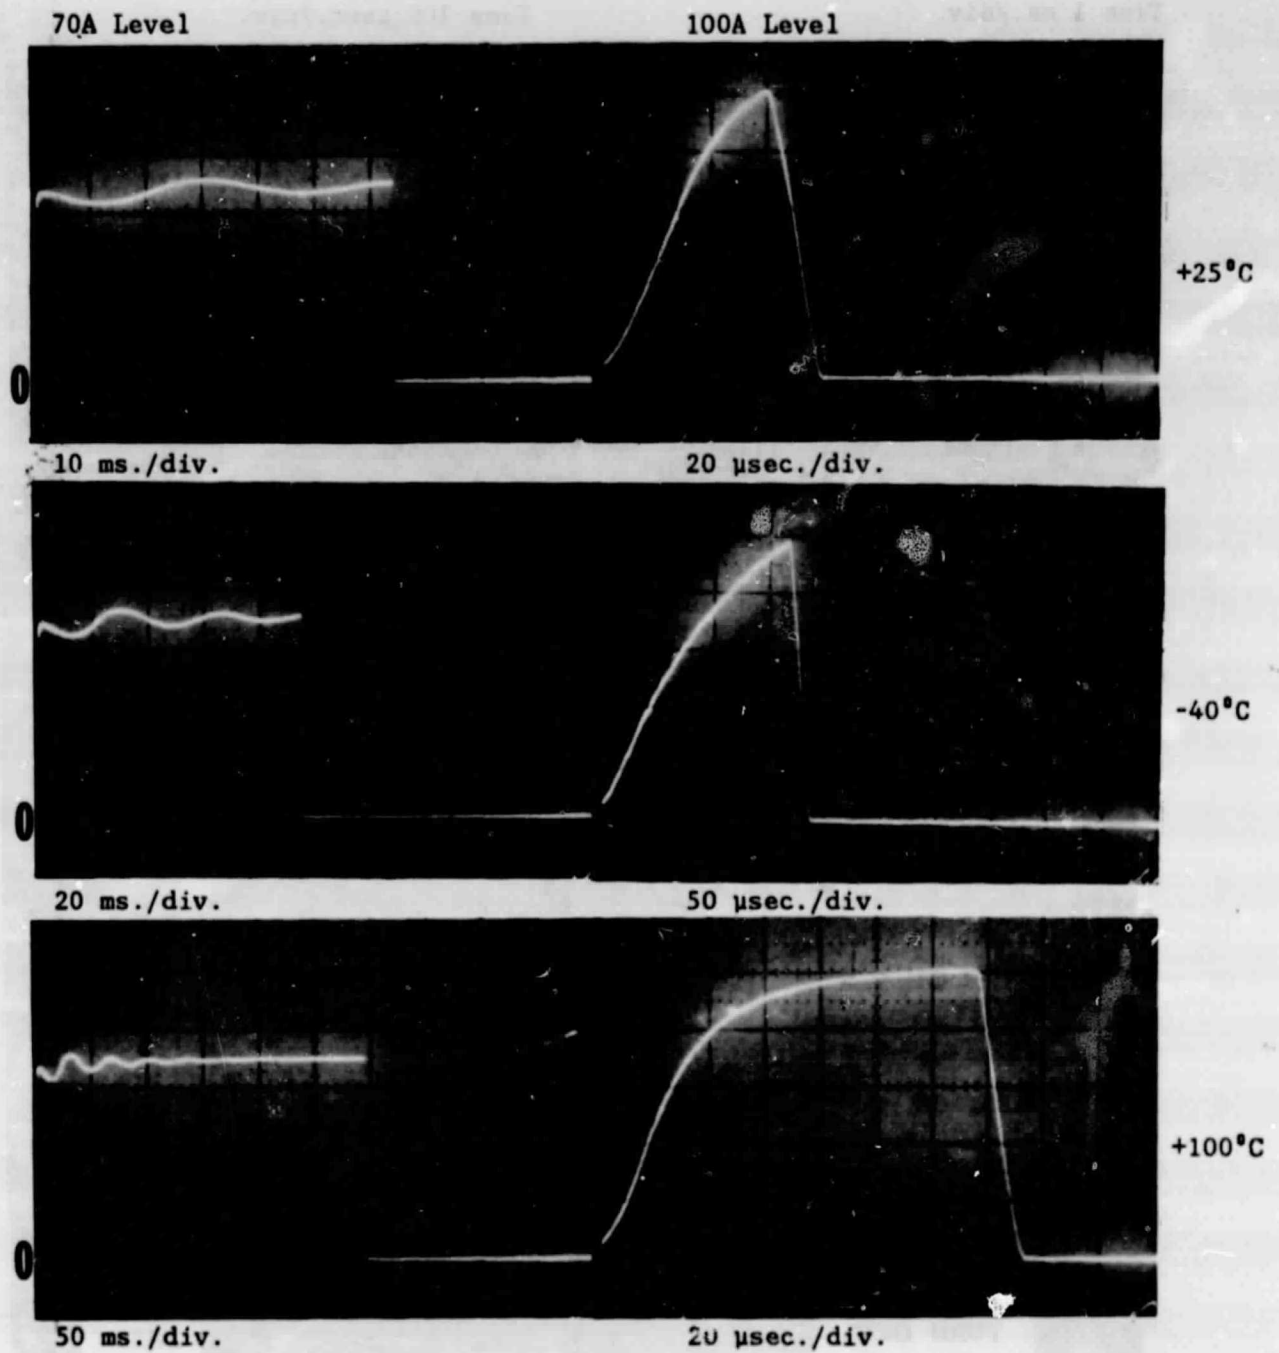 70A Level 100A Level
+25°C
0
10 ms./div. 20 µsec./div.
-40°C
0
20 ms./div. 50 µsec./div.
+100°C
0
50 ms./div. 20 µsec./div.